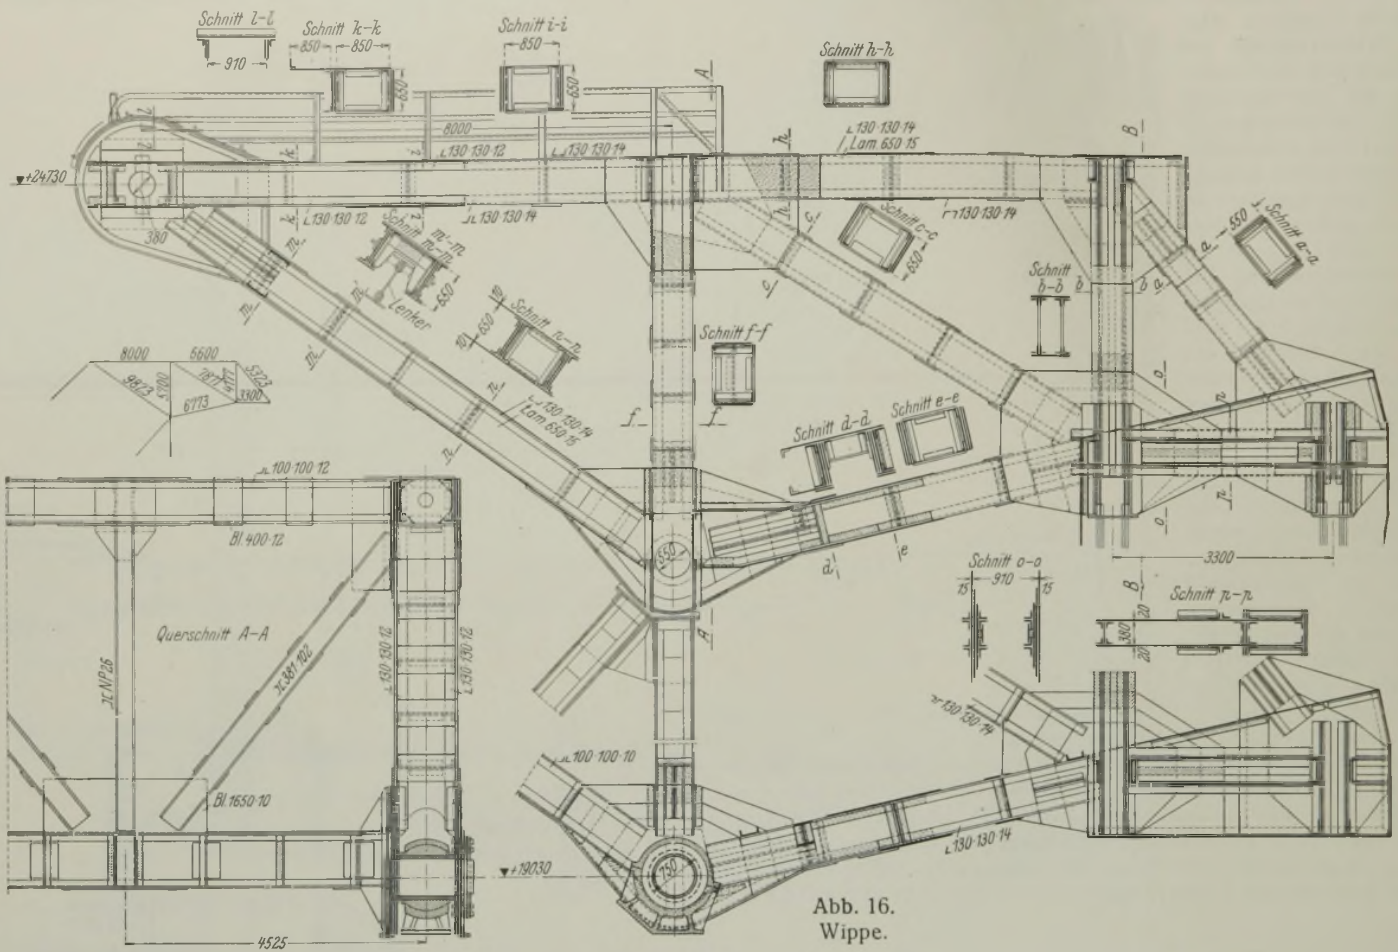 Schnitt l-l
910
Schnitt k-k
850
850
650
Schnitt i-i
850
650
Schnitt h-h
A
B
8000
130·130·12
130·130·14
130·130·14
Lam. 650·15
h
h
k
k
i
i
l
l
+24730
380
130·130·12
130·130·14
130·130·14
Schnitt m-m
m'-m'
650
Lenker
Schnitt c-c
650
c
c
550
Schnitt a-a
a
a
Schnitt
b-b
b
b
m
m
m'
m'
10
650
10
Schnitt n-n
n
n
130·130·14
Lam. 650·15
Schnitt f-f
f
f
8000
5600
9823
5700
7877
5323
3300
6773
Schnitt d-d
Schnitt e-e
o
o
p
p
550
d
e
3300
100·100·12
Bl. 400·12
Querschnitt A-A
NP26
381·102
130·130·12
130·130·12
Bl. 1650·10
4525
A
B
Schnitt o-o
15
910
15
Schnitt p-p
20
380
20
130·130·14
100·100·10
130·130·14
+19030
750
Abb. 16.
Wippe.